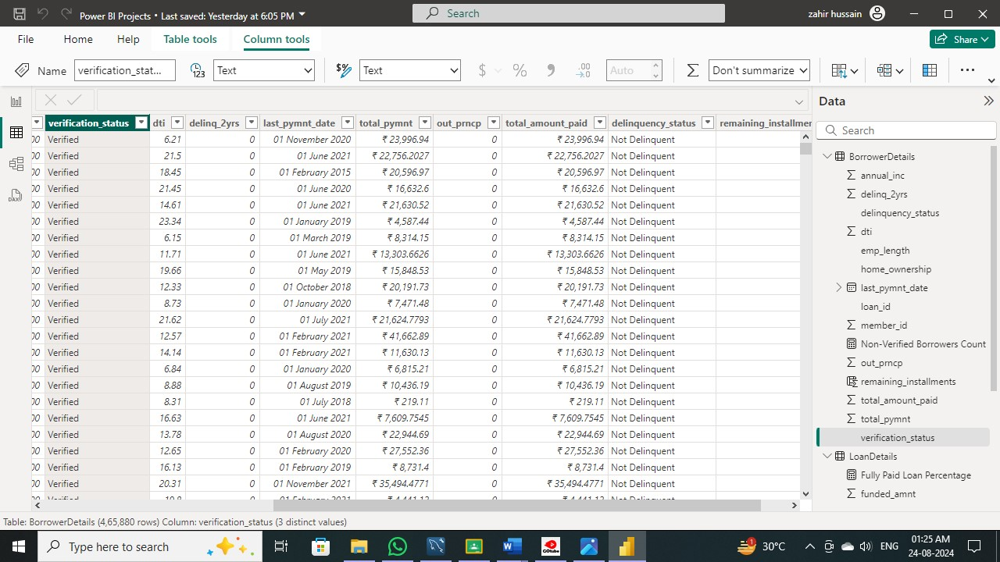 Power BI Projects • Last saved: Yesterday at 6:05 PM
Search
zahir hussain
File Home Help Table tools Column tools Share
Name verification_stat... Text Text $ % 9 .00 Auto Don't summarize ...
Data
verification_status dti delinq_2yrs last_pymnt_date total_pymnt out_prncp total_amount_paid delinquency_status remaining_installmer
Search
00 Verified 6.21 0 01 November 2020 ₹ 23,996.94 0 ₹ 23,996.94 Not Delinquent
00 Verified 21.5 0 01 June 2021 ₹ 22,756.2027 0 ₹ 22,756.2027 Not Delinquent
00 Verified 18.45 0 01 February 2015 ₹ 20,596.97 0 ₹ 20,596.97 Not Delinquent
00 Verified 21.45 0 01 June 2020 ₹ 16,632.6 0 ₹ 16,632.6 Not Delinquent
00 Verified 14.61 0 01 June 2021 ₹ 21,630.52 0 ₹ 21,630.52 Not Delinquent
00 Verified 23.34 0 01 January 2019 ₹ 4,587.44 0 ₹ 4,587.44 Not Delinquent
00 Verified 6.15 0 01 March 2019 ₹ 8,314.15 0 ₹ 8,314.15 Not Delinquent
00 Verified 11.71 0 01 June 2021 ₹ 13,303.6626 0 ₹ 13,303.6626 Not Delinquent
00 Verified 19.66 0 01 May 2019 ₹ 15,848.53 0 ₹ 15,848.53 Not Delinquent
00 Verified 12.33 0 01 October 2018 ₹ 20,191.73 0 ₹ 20,191.73 Not Delinquent
00 Verified 8.73 0 01 January 2020 ₹ 7,471.48 0 ₹ 7,471.48 Not Delinquent
00 Verified 21.62 0 01 July 2021 ₹ 21,624.7793 0 ₹ 21,624.7793 Not Delinquent
00 Verified 12.57 0 01 February 2021 ₹ 41,662.89 0 ₹ 41,662.89 Not Delinquent
00 Verified 14.14 0 01 February 2021 ₹ 11,630.13 0 ₹ 11,630.13 Not Delinquent
00 Verified 6.84 0 01 January 2020 ₹ 6,815.21 0 ₹ 6,815.21 Not Delinquent
00 Verified 8.88 0 01 August 2019 ₹ 10,436.19 0 ₹ 10,436.19 Not Delinquent
00 Verified 8.31 0 01 July 2018 ₹ 219.11 0 ₹ 219.11 Not Delinquent
00 Verified 16.63 0 01 June 2021 ₹ 7,609.7545 0 ₹ 7,609.7545 Not Delinquent
00 Verified 13.78 0 01 August 2020 ₹ 22,944.69 0 ₹ 22,944.69 Not Delinquent
00 Verified 12.65 0 01 February 2020 ₹ 27,552.36 0 ₹ 27,552.36 Not Delinquent
00 Verified 16.13 0 01 February 2019 ₹ 8,731.4 0 ₹ 8,731.4 Not Delinquent
00 Verified 20.31 0 01 November 2021 ₹ 35,494.4771 0 ₹ 35,494.4771 Not Delinquent
BorrowerDetails
annual_inc
delinq_2yrs
delinquency_status
dti
emp_length
home_ownership
last_pymnt_date
loan_id
member_id
Non-Verified Borrowers Count
out_prncp
remaining_installments
total_amount_paid
total_pymnt
verification_status
LoanDetails
Fully Paid Loan Percentage
funded_amnt
Table: BorrowerDetails (4,65,880 rows) Column: verification_status (3 distinct values)
Type here to search
30°C ENG
01:25 AM
24-08-2024